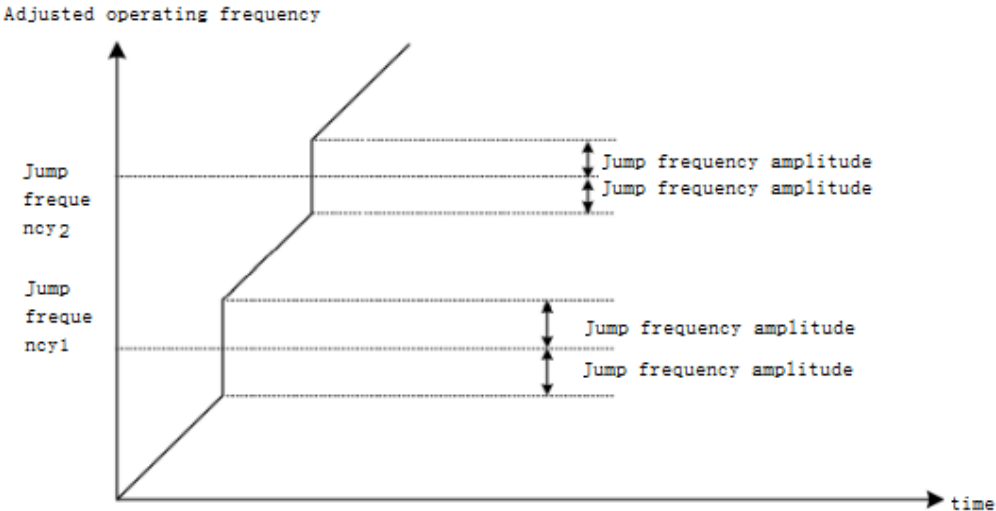 Adjusted operating frequency
Jump frequency amplitude
Jump
freque
ncy2
Jump frequency amplitude
Jump
freque
ncy1
Jump frequency amplitude
Jump frequency amplitude
time